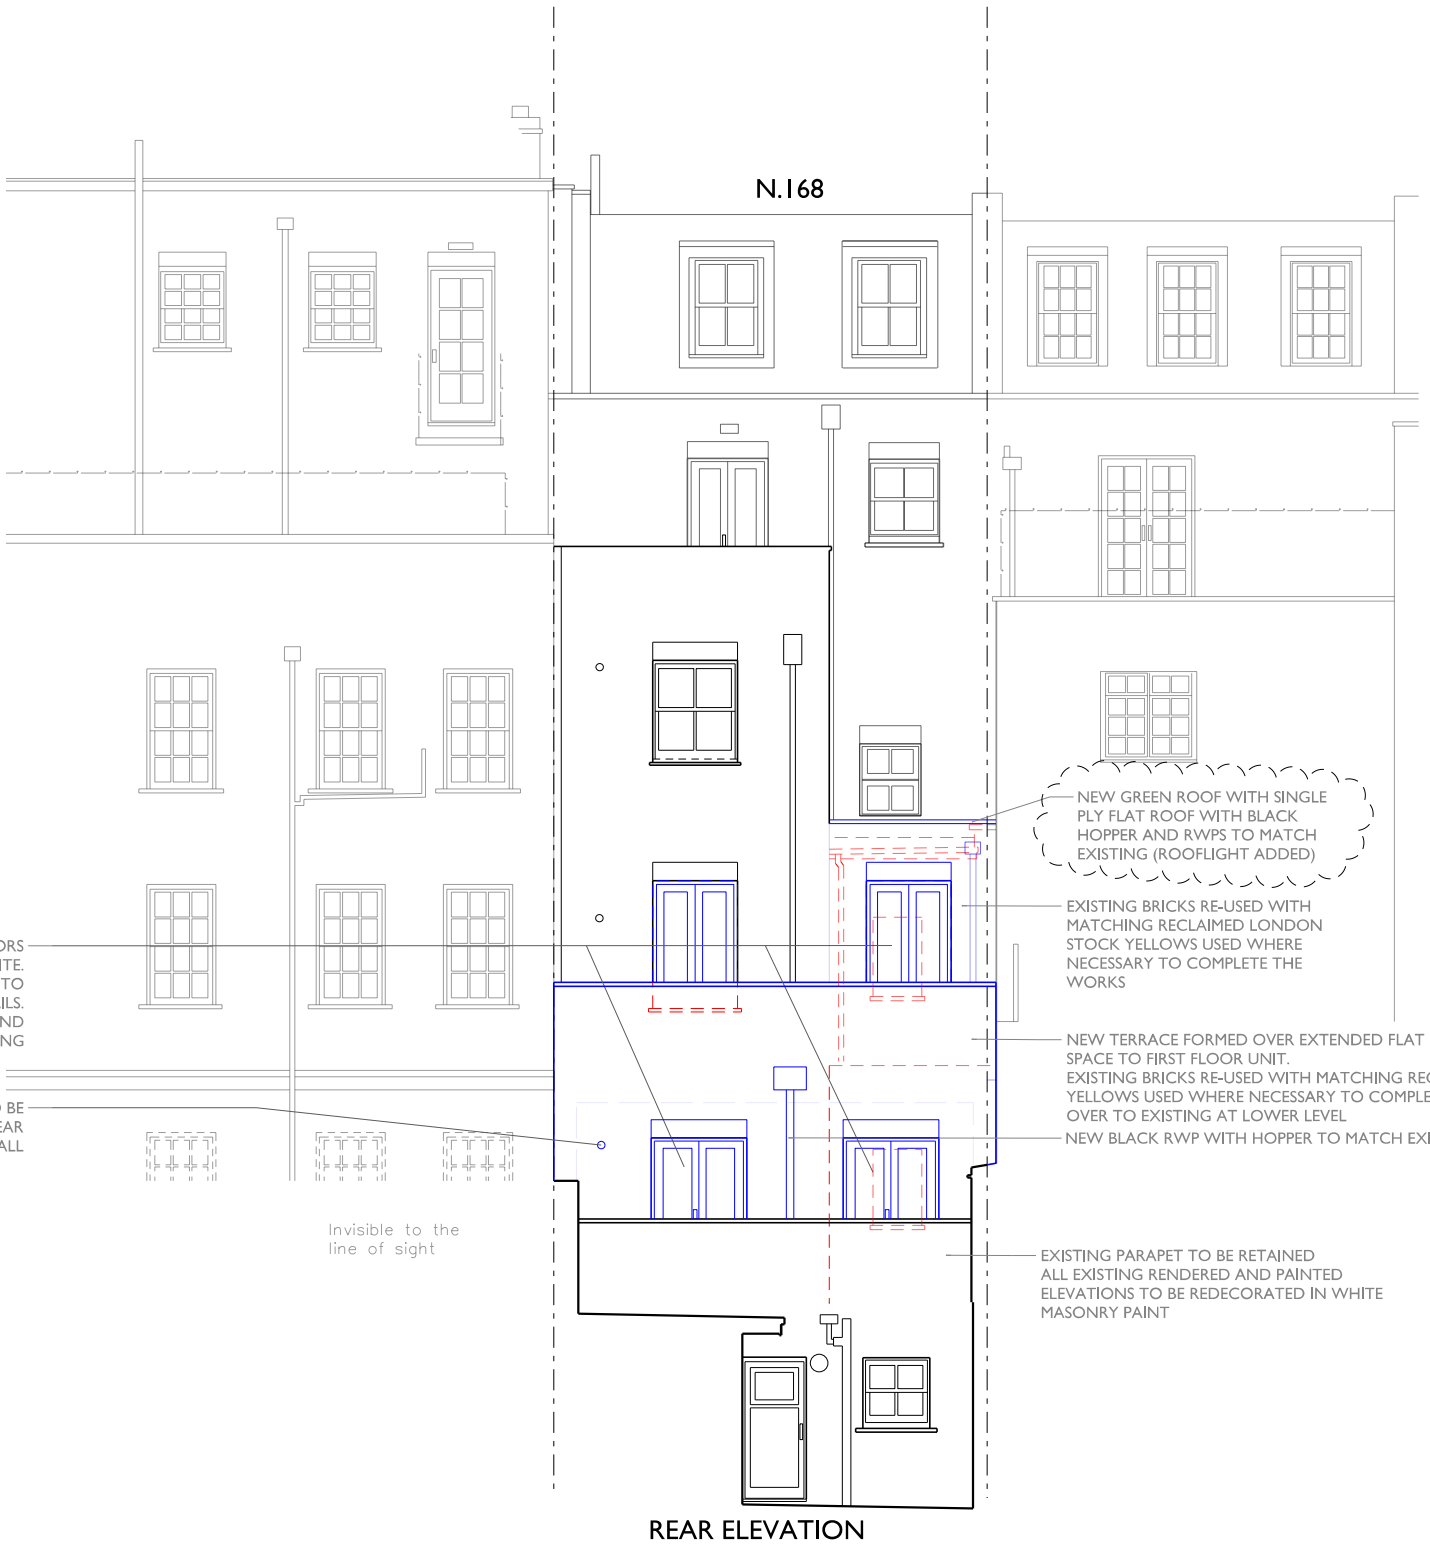 N.168
NEW GREEN ROOF WITH SINGLE
PLY FLAT ROOF WITH BLACK
HOPPER AND RWPS TO MATCH
EXISTING (ROOFLIGHT ADDED)
EXISTING BRICKS RE-USED WITH
MATCHING RECLAIMED LONDON
STOCK YELLOWS USED WHERE
NECESSARY TO COMPLETE THE
WORKS
NEW TERRACE FORMED OVER EXTENDED FLAT
SPACE TO FIRST FLOOR UNIT.
EXISTING BRICKS RE-USED WITH MATCHING
YELLOWS USED WHERE NECESSARY TO
OVER TO EXISTING AT LOWER LEVEL
NEW BLACK RWP WITH HOPPER TO MATCH
TO
BE
Invisible to the
line of sight
EXISTING PARAPET TO BE RETAINED
ALL EXISTING RENDERED AND PAINTED
ELEVATIONS TO BE REDECORATED IN WHITE
MASONRY PAINT
REAR ELEVATION